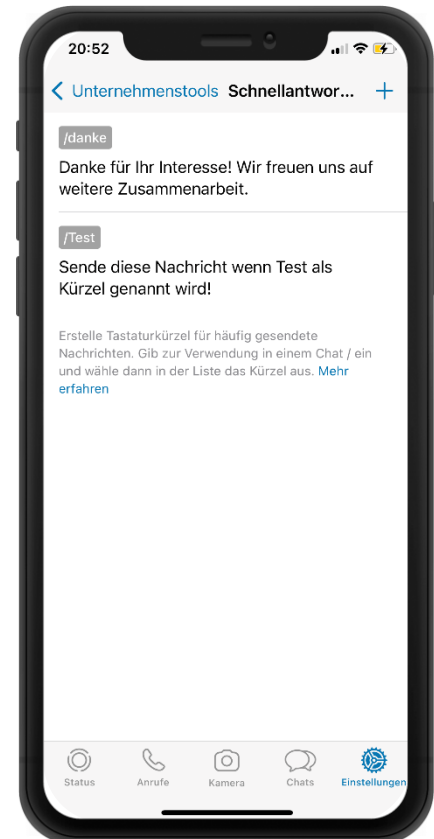 20:52
Unternehmenstools Schnellantwor...
/danke
Danke für Ihr Interesse! Wir freuen uns auf
weitere Zusammenarbeit.
/Test
Sende diese Nachricht wenn Test als
Kürzel genannt wird!
Erstelle Tastaturkürzel für häufig gesendete
Nachrichten. Gib zur Verwendung in einem Chat / ein
und wähle dann in der Liste das Kürzel aus. Mehr
erfahren
Status Anrufe Kamera Chats Einstellungen